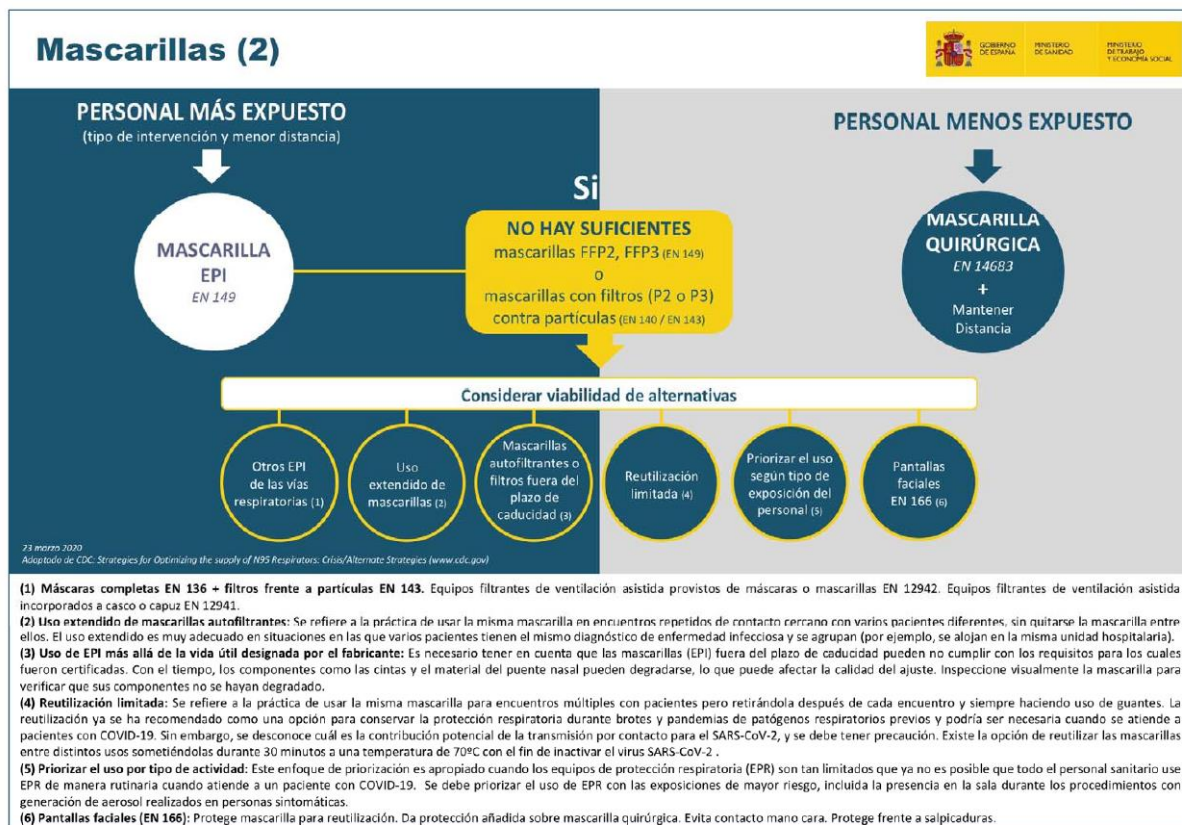 Mascarillas (2)
GOBIERNO
DE ESPAÑA
MINISTERIO
DE SANIDAD
MINISTERIO
DE TRABAJO
Y ECONOMÍA SOCIAL
PERSONAL MÁS EXPUESTO
(tipo de intervención y menor distancia)
PERSONAL MENOS EXPUESTO
Si
MASCARILLA
EPI
EN 149
NO HAY SUFICIENTES
mascarillas FFP2, FFP3 (EN 149)
o
mascarillas con filtros (P2 o P3)
contra partículas (EN 140 / EN 143)
MASCARILLA
QUIRÚRGICA
EN 14683
+
Mantener
Distancia
Considerar viabilidad de alternativas
Otros EPI
de las vías
respiratorias (1)
Uso
extendido de
mascarillas (2)
Mascarillas
autofiltrantes o
filtros fuera del
plazo de
caducidad (3)
Reutilización
limitada (4)
Priorizar el uso
según tipo de
exposición del
personal (5)
Pantallas
faciales
EN 166 (6)
23 marzo 2020
Adaptado de CDC: Strategies for Optimizing the supply of N95 Respirators: Crisis/Alternate Strategies (www.cdc.gov)
(1) Máscaras completas EN 136 + filtros frente a partículas EN 143. Equipos filtrantes de ventilación asistida provistos de máscaras o mascarillas EN 12942. Equipos filtrantes de ventilación asistida
incorporados a casco o capuz EN 12941.
(2) Uso extendido de mascarillas autofiltrantes: Se refiere a la práctica de usar la misma mascarilla en encuentros repetidos de contacto cercano con varios pacientes diferentes, sin quitarse la mascarilla entre
ellos. El uso extendido es muy adecuado en situaciones en las que varios pacientes tienen el mismo diagnóstico de enfermedad infecciosa y se agrupan (por ejemplo, se alojan en la misma unidad hospitalaria).
(3) Uso de EPI más allá de la vida útil designada por el fabricante: Es necesario tener en cuenta que las mascarillas (EPI) fuera del plazo de caducidad pueden no cumplir con los requisitos para los cuales
fueron certificadas. Con el tiempo, los componentes como las cintas y el material del puente nasal pueden degradarse, lo que puede afectar la calidad del ajuste. Inspeccione visualmente la mascarilla para
verificar que sus componentes no se hayan degradado.
(4) Reutilización limitada: Se refiere a la práctica de usar la misma mascarilla para encuentros múltiples con pacientes pero retirándola después de cada encuentro y siempre haciendo uso de guantes. La
reutilización ya se ha recomendado como una opción para conservar la protección respiratoria durante brotes y pandemias de patógenos respiratorios previos y podría ser necesaria cuando se atiende a
pacientes con COVID-19. Sin embargo, se desconoce cuál es la contribución potencial de la transmisión por contacto para el SARS-CoV-2, y se debe tener precaución. Existe la opción de reutilizar las mascarillas
entre distintos usos sometiéndolas durante 30 minutos a una temperatura de 70ºC con el fin de inactivar el virus SARS-CoV-2 .
(5) Priorizar el uso por tipo de actividad: Este enfoque de priorización es apropiado cuando los equipos de protección respiratoria (EPR) son tan limitados que ya no es posible que todo el personal sanitario use
EPR de manera rutinaria cuando atiende a un paciente con COVID-19. Se debe priorizar el uso de EPR con las exposiciones de mayor riesgo, incluida la presencia en la sala durante los procedimientos con
generación de aerosol realizados en personas sintomáticas.
(6) Pantallas faciales (EN 166): Protege mascarilla para reutilización. Da protección añadida sobre mascarilla quirúrgica. Evita contacto mano cara. Protege frente a salpicaduras.